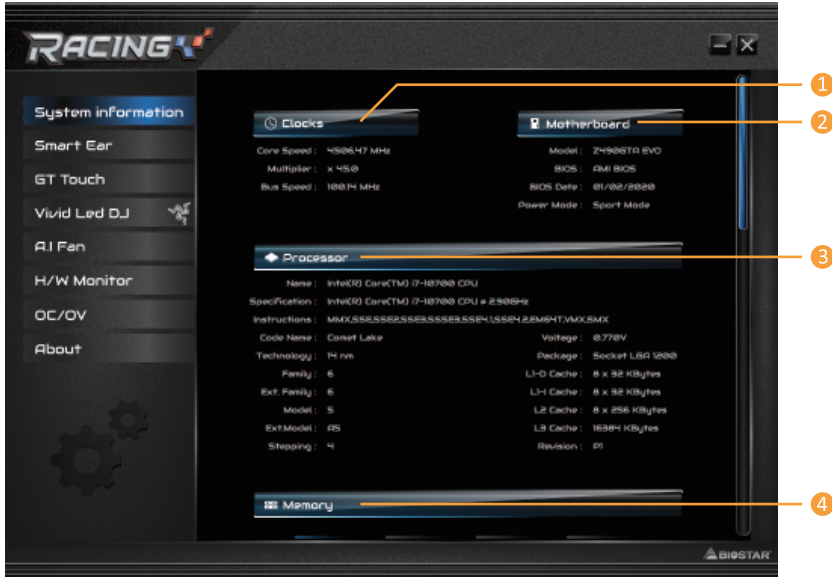 RACING
System information
Smart Ear
GT Touch
Vivid Led DJ
A.I Fan
H/W Monitor
OC/OV
About
Clocks
Core Speed : 4506.47 MHz
Multiplier : x 45.0
Bus Speed : 100.14 MHz
1
Motherboard
Model : Z490GTA EVO
BIOS : AMI BIOS
BIOS Date : 01/02/2020
Power Mode : Sport Mode
2
Processor
3
Name : Intel(R) Core(TM) i7-10700 CPU
Specification : Intel(R) Core(TM) i7-10700 CPU @ 2.90GHz
Instructions : MMX,SSE,SSE2,SSE3,SSSE3,SSE4.1,SSE4.2,EM64T,VMX,SMX
Code Name : Comet Lake
Technology : 14 nm
Family : 6
Ext. Family : 6
Model : 5
Ext.Model : A5
Stepping : 4
Voltage : 0.770V
Package : Socket LGA 1200
L1-D Cache : 8 x 32 KBytes
L1-I Cache : 8 x 32 KBytes
L2 Cache : 8 x 256 KBytes
L3 Cache : 16384 KBytes
Revision : P1
Memory
4
BIOSTAR